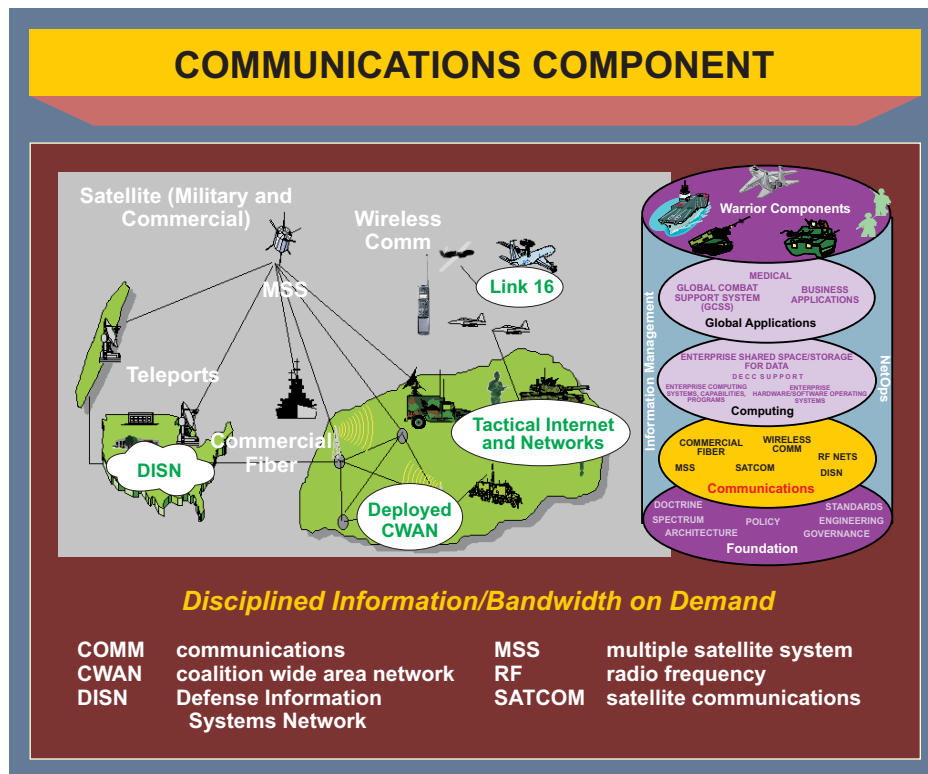 COMMUNICATIONS COMPONENT
Satellite (Military and
Commercial)
Wireless
Comm
MSS
Link 16
Teleports
Commercial
Fiber
DISN
Tactical Internet
and Networks
Deployed
CWAN
Information Management
NetOps
Warrior Components
MEDICAL
GLOBAL COMBAT
SUPPORT SYSTEM
(GCSS)
BUSINESS
APPLICATIONS
Global Applications
ENTERPRISE SHARED SPACE/STORAGE
FOR DATA
DECC SUPPORT
ENTERPRISE COMPUTING
SYSTEMS, CAPABILITIES,
PROGRAMS
ENTERPRISE
HARDWARE/SOFTWARE OPERATING
SYSTEMS
Computing
COMMERCIAL
FIBER
WIRELESS
COMM
RF NETS
MSS
SATCOM
DISN
Communications
DOCTRINE
STANDARDS
SPECTRUM
POLICY
ENGINEERING
ARCHITECTURE
GOVERNANCE
Foundation
Disciplined Information/Bandwidth on Demand
COMM communications
CWAN coalition wide area network
DISN Defense Information
Systems Network
MSS multiple satellite system
RF radio frequency
SATCOM satellite communications